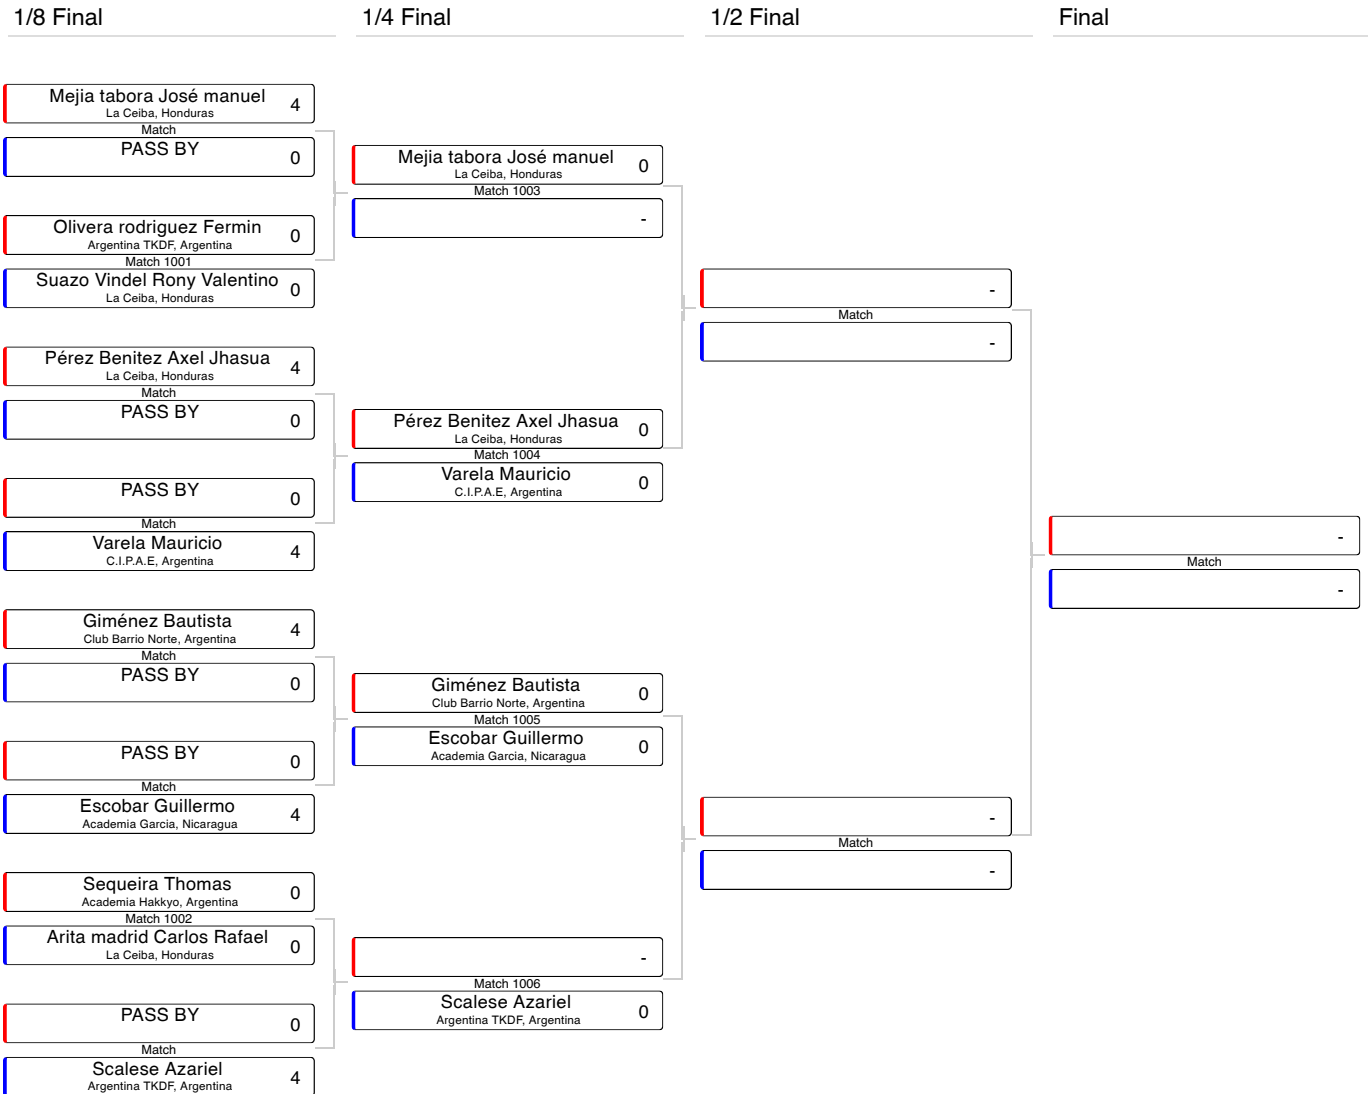 1/8 Final
1/4 Final
1/2 Final
Final
Mejia tabora José manuel 4
La Ceiba, Honduras
Match
PASS BY 0
Olivera rodriguez Fermin 0
Argentina TKDF, Argentina
Match 1001
Suazo Vindel Rony Valentino 0
La Ceiba, Honduras
Pérez Benitez Axel Jhasua 4
La Ceiba, Honduras
Match
PASS BY 0
PASS BY 0
Match
Varela Mauricio 4
C.I.P.A.E, Argentina
Giménez Bautista 4
Club Barrio Norte, Argentina
Match
PASS BY 0
PASS BY 0
Match
Escobar Guillermo 4
Academia Garcia, Nicaragua
Sequeira Thomas 0
Academia Hakkyo, Argentina
Match 1002
Arita madrid Carlos Rafael 0
La Ceiba, Honduras
PASS BY 0
Match
Scalese Azariel 4
Argentina TKDF, Argentina
Mejia tabora José manuel 0
La Ceiba, Honduras
Match 1003
-
Pérez Benitez Axel Jhasua 0
La Ceiba, Honduras
Match 1004
Varela Mauricio 0
C.I.P.A.E, Argentina
Giménez Bautista 0
Club Barrio Norte, Argentina
Match 1005
Escobar Guillermo 0
Academia Garcia, Nicaragua
-
Match 1006
Scalese Azariel 0
Argentina TKDF, Argentina
-
Match
-
-
Match
-
-
Match
-